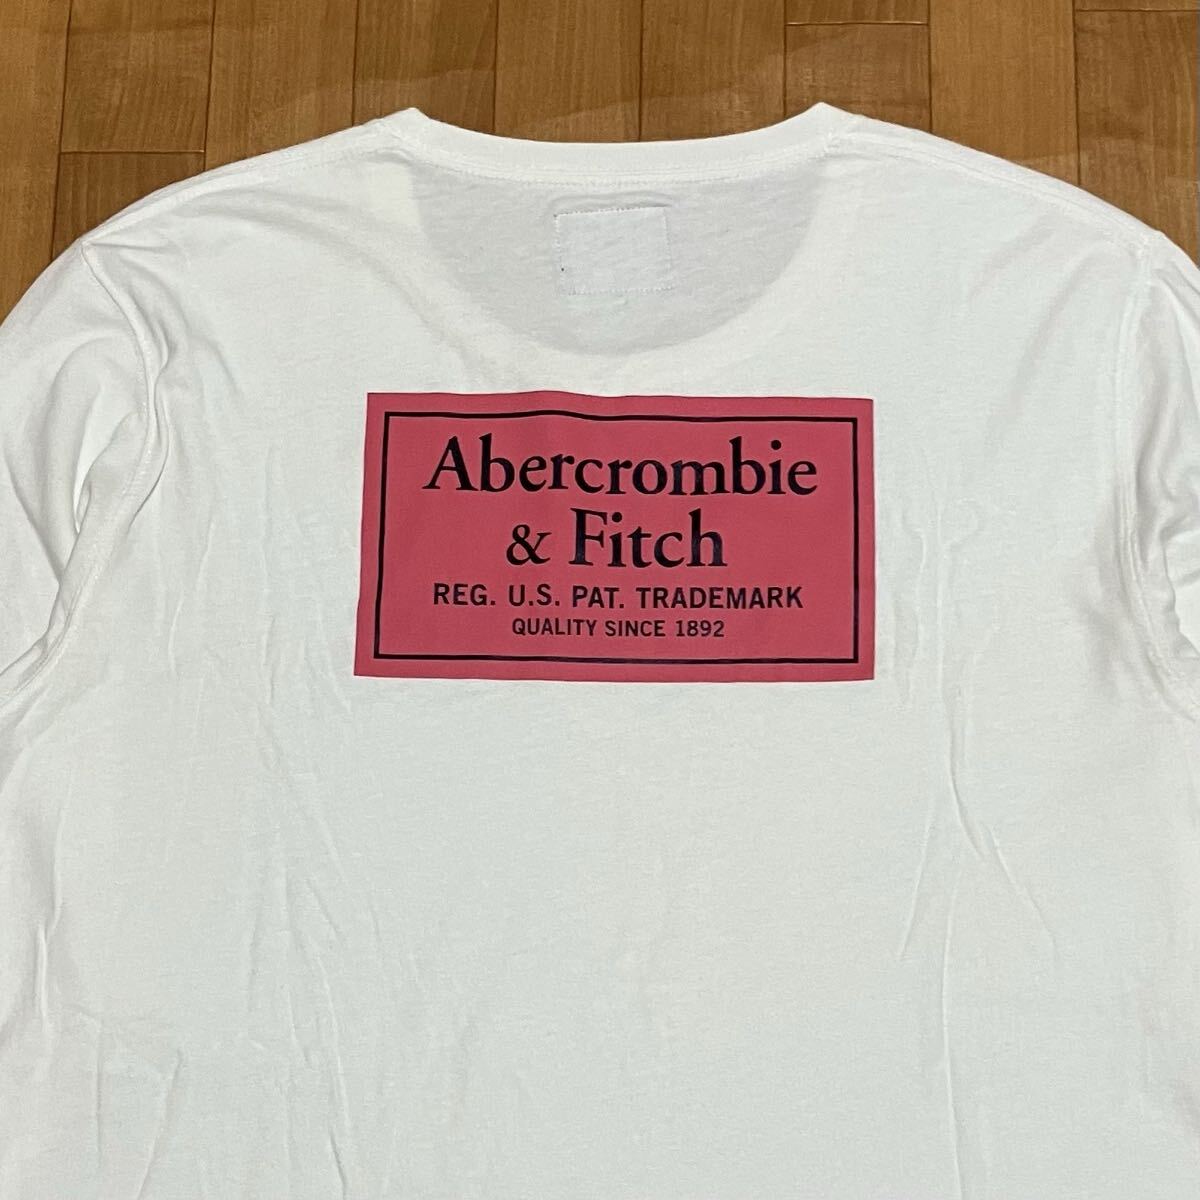 Abercrombie
& Fitch
REG. U.S. PAT. TRADEMARK
QUALITY SINCE 1892